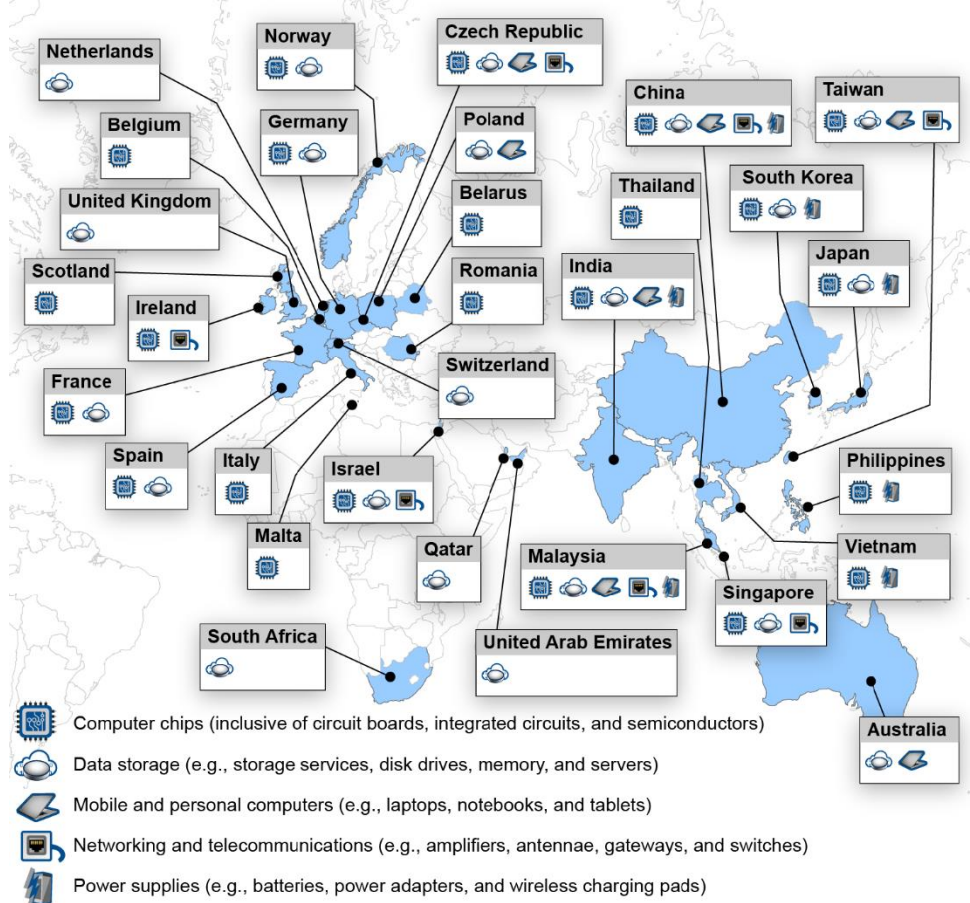 Netherlands
Norway
Czech Republic
Belgium
Germany
Poland
China
Taiwan
United Kingdom
Belarus
Thailand
South Korea
Scotland
Romania
India
Japan
Ireland
France
Switzerland
Spain
Italy
Israel
Philippines
Malta
Qatar
Malaysia
Vietnam
Singapore
South Africa
United Arab Emirates
Australia
Computer chips (inclusive of circuit boards, integrated circuits, and semiconductors)
Data storage (e.g., storage services, disk drives, memory, and servers)
Mobile and personal computers (e.g., laptops, notebooks, and tablets)
Networking and telecommunications (e.g., amplifiers, antennae, gateways, and switches)
Power supplies (e.g., batteries, power adapters, and wireless charging pads)